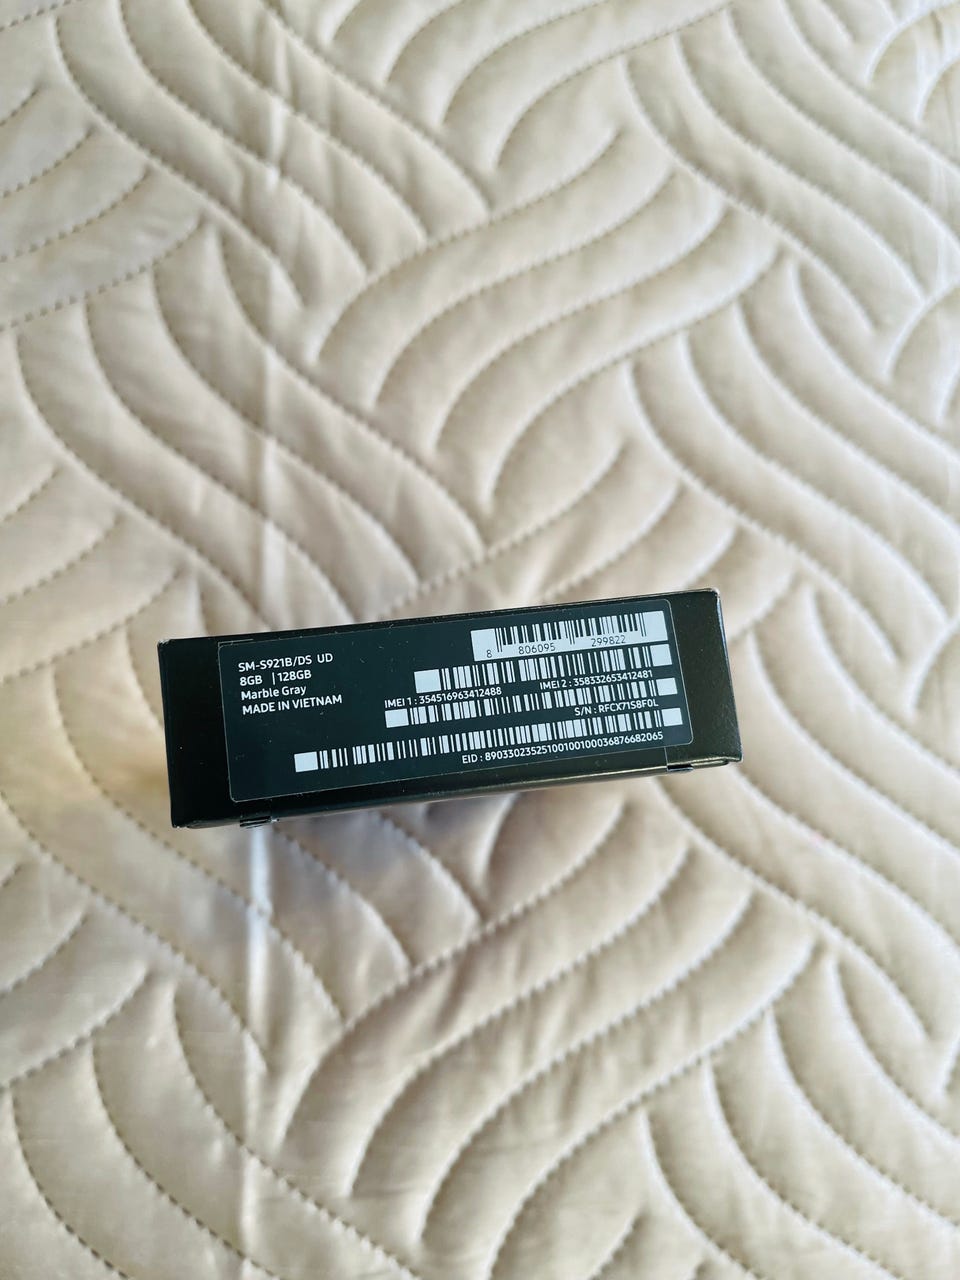 SM-S921B/DS UD
8GB | 128GB
Marble Gray
MADE IN VIETNAM
8 806095 299822
IMEI 1 : 354516963412488
IMEI 2 : 358332653412481
S/N : RFCX71S8F0L
EID : 89033023525100100100036876682065